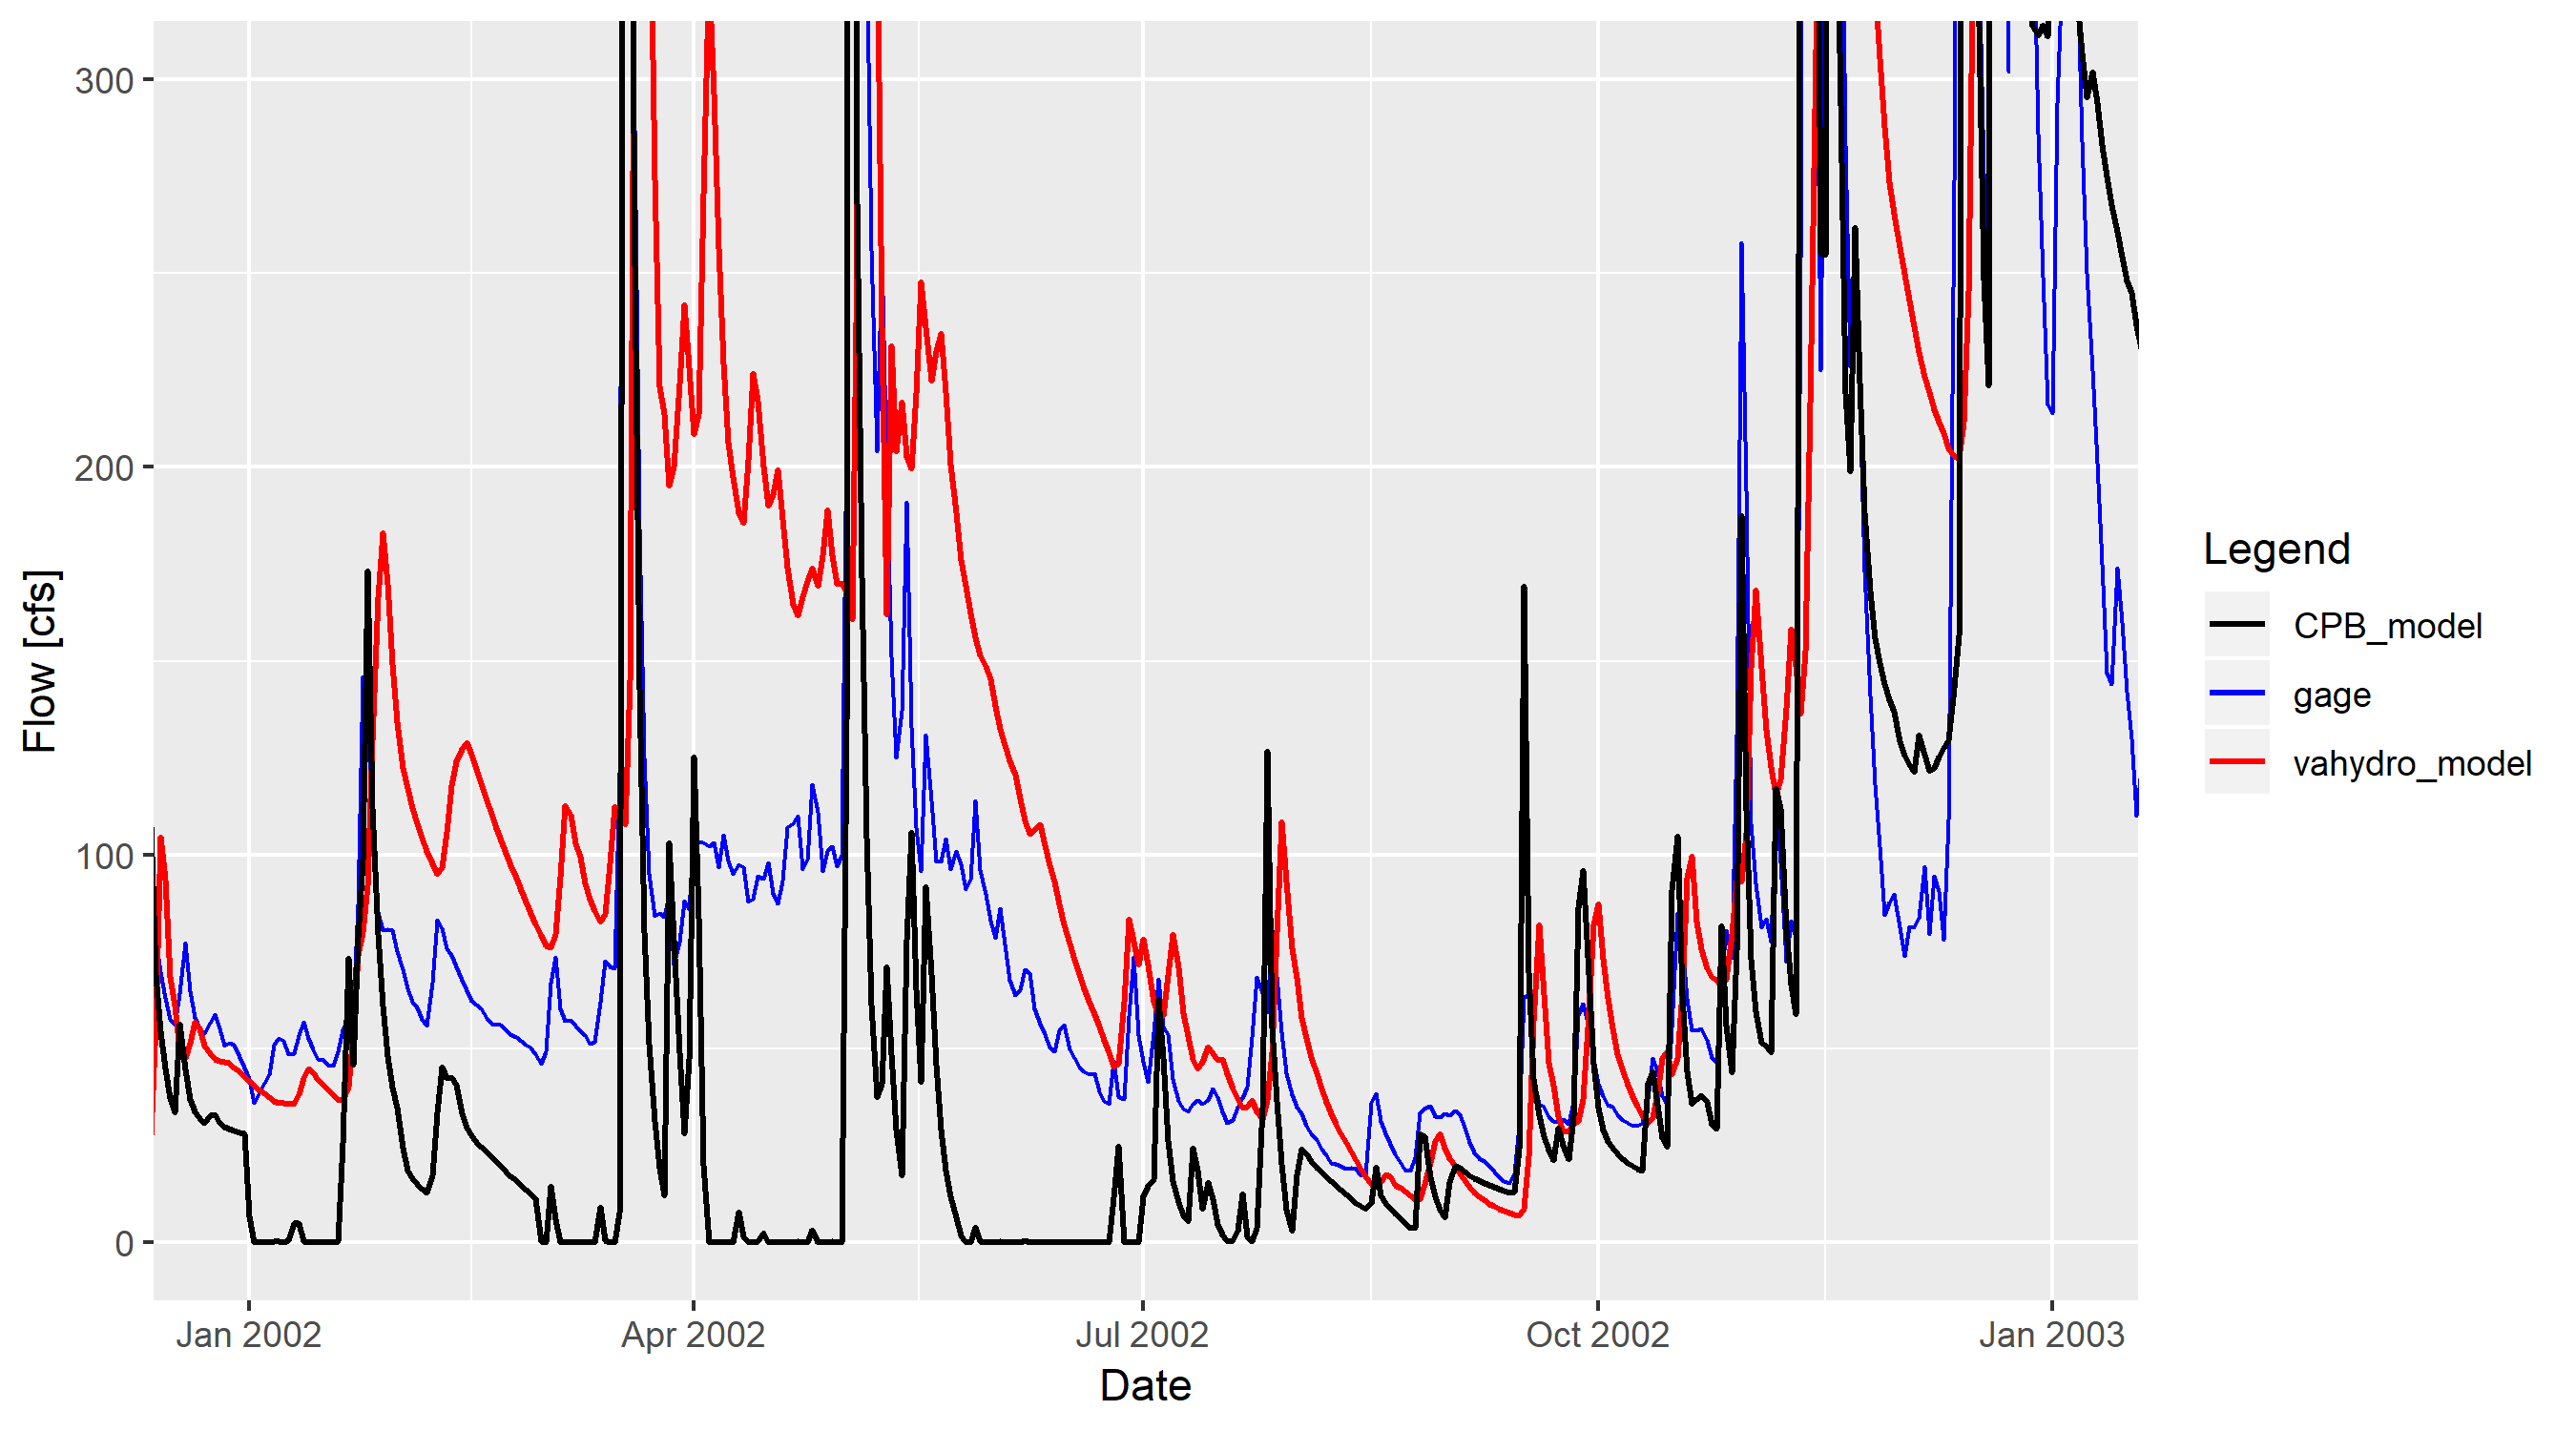 300
200
100
0
Flow [cfs]
Jan 2002
Apr 2002
Jul 2002
Oct 2002
Jan 2003
Date
Legend
CPB_model
gage
vahydro_model